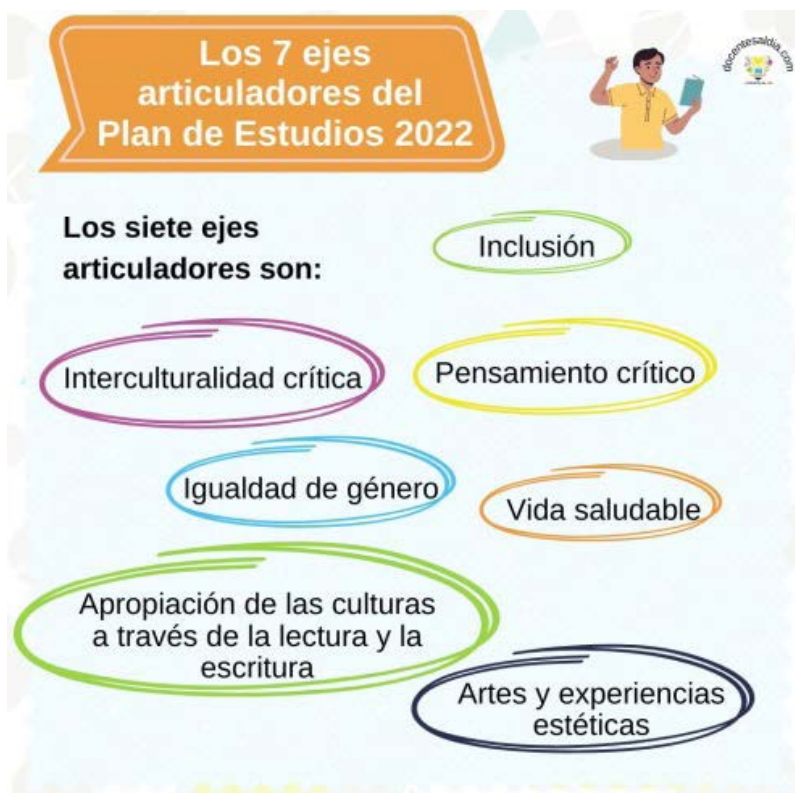 Los 7 ejes
articuladores del
Plan de Estudios 2022
docentesaldia.com
Los siete ejes
articuladores son:
Inclusión
Interculturalidad crítica
Pensamiento crítico
Igualdad de género
Vida saludable
Apropiación de las culturas
a través de la lectura y la
escritura
Artes y experiencias
estéticas